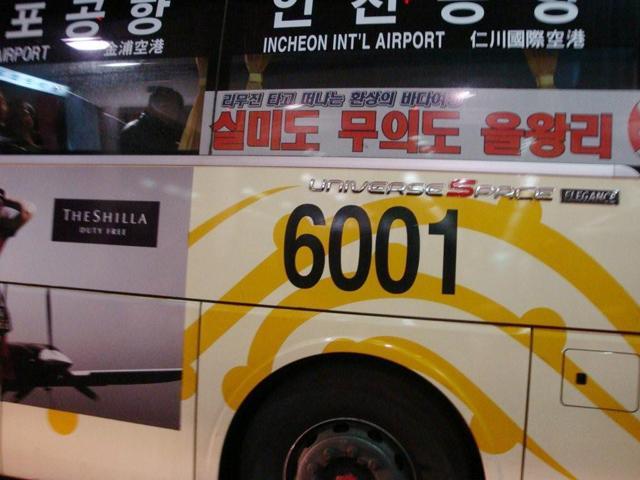 포공항
인천공항
AIRPORT 金浦空港
INCHEON INT'L AIRPORT 仁川國際空港
리무진 타고 떠나는 환상의 바다여행
실미도 무의도 을왕리
UNIVERSE SPACE ELEGANCE
THE SHILLA
DUTY FREE
6001